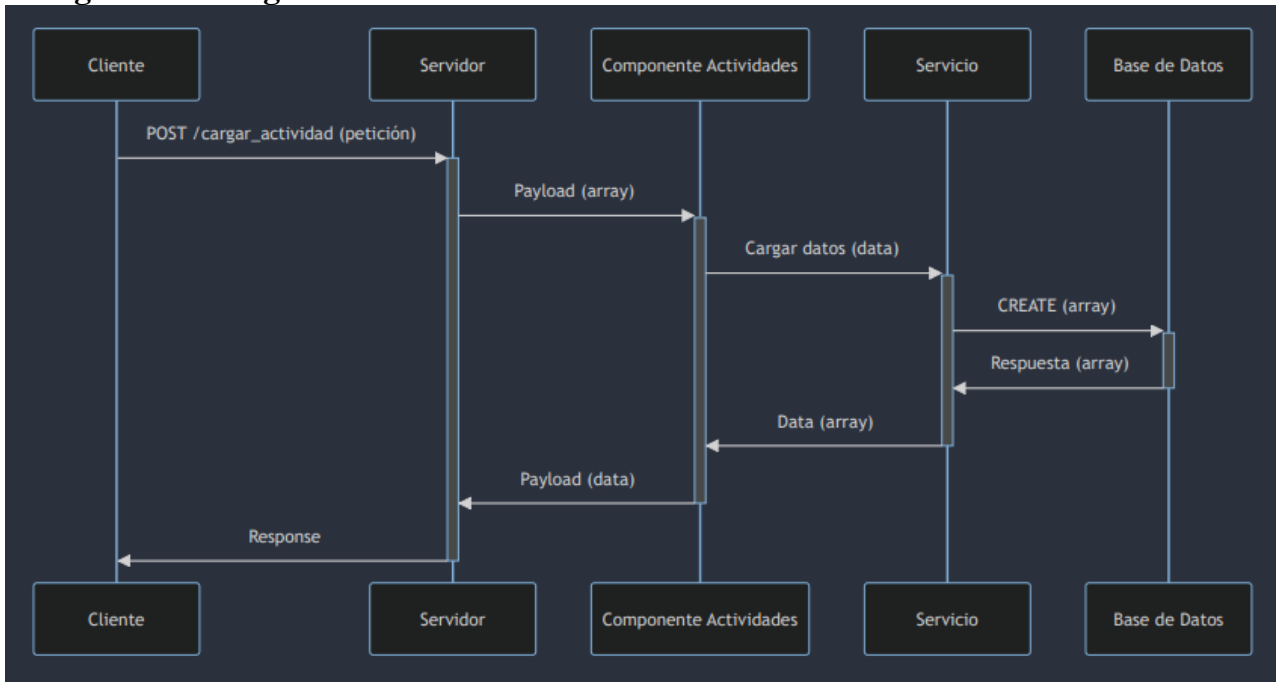 Cliente
Servidor
Componente Actividades
Servicio
Base de Datos
POST /cargar_actividad (petición)
Payload (array)
Cargar datos (data)
CREATE (array)
Respuesta (array)
Data (array)
Payload (data)
Response
Cliente
Servidor
Componente Actividades
Servicio
Base de Datos